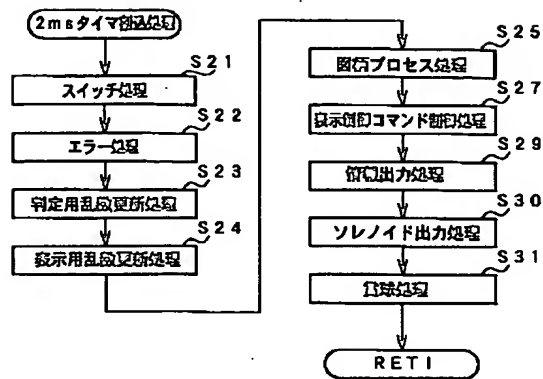 2msタイマ割込処理
S21
スイッチ処理
S22
エラー処理
S23
判定用乱数更新処理
S24
表示用乱数更新処理
S25
図柄プロセス処理
S27
表示制御コマンド制御処理
S29
情報出力処理
S30
ソレノイド出力処理
S31
賞球処理
RETI